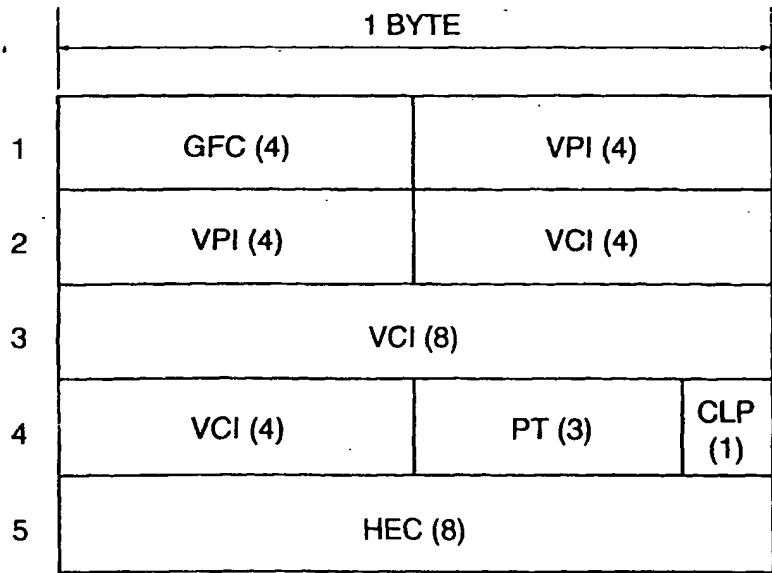 1 BYTE
1 GFC (4) VPI (4)
2 VPI (4) VCI (4)
3 VCI (8)
4 VCI (4) PT (3) CLP (1)
5 HEC (8)